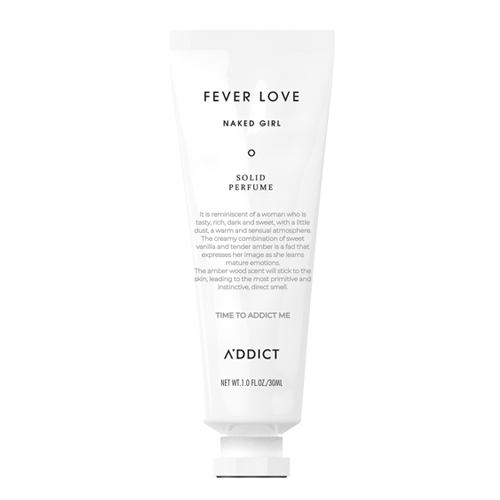 FEVER LOVE
NAKED GIRL
SOLID
PERFUME
It is reminiscent of a woman who is
tasty, rich, dark and sweet, with a little
dust, a warm and sensual atmosphere.
The creamy combination of sweet
vanilla and tender amber is a fad that
expresses her image as she learns
mature emotions.
The amber wood scent will stick to the
skin, leading to the most primitive and
instinctive, direct smell.
TIME TO ADDICT ME
A'DDICT
NET WT.1.0 FL.OZ./30ML